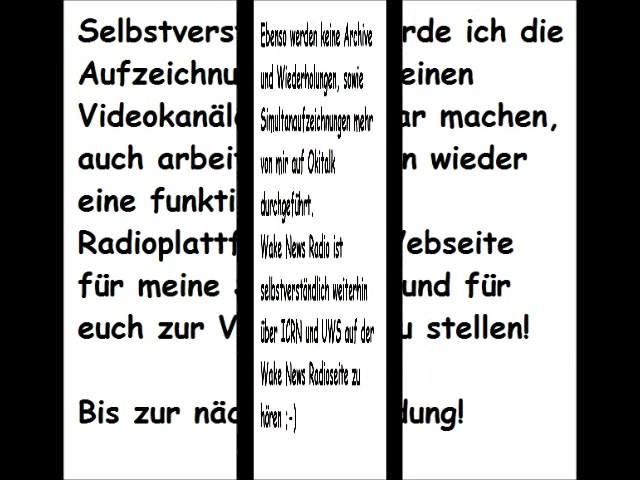 Selbstverst
Aufzeichnu
Videokanäl
auch arbei
eine funkti
Radioplattf
für meine
euch zur V
Bis zur näc
Ebenso werden keine Archive
und Wiederholungen, sowie
Simultanaufzeichnungen mehr
von mir auf Okitalk
durchgeführt.
Wake News Radio ist
selbstverständlich weiterhin
über ICRN und UWS auf der
Wake News Radioseite zu
hören ;-)
rde ich die
einen
ar machen,
n wieder
Webseite
und für
u stellen!
dung!